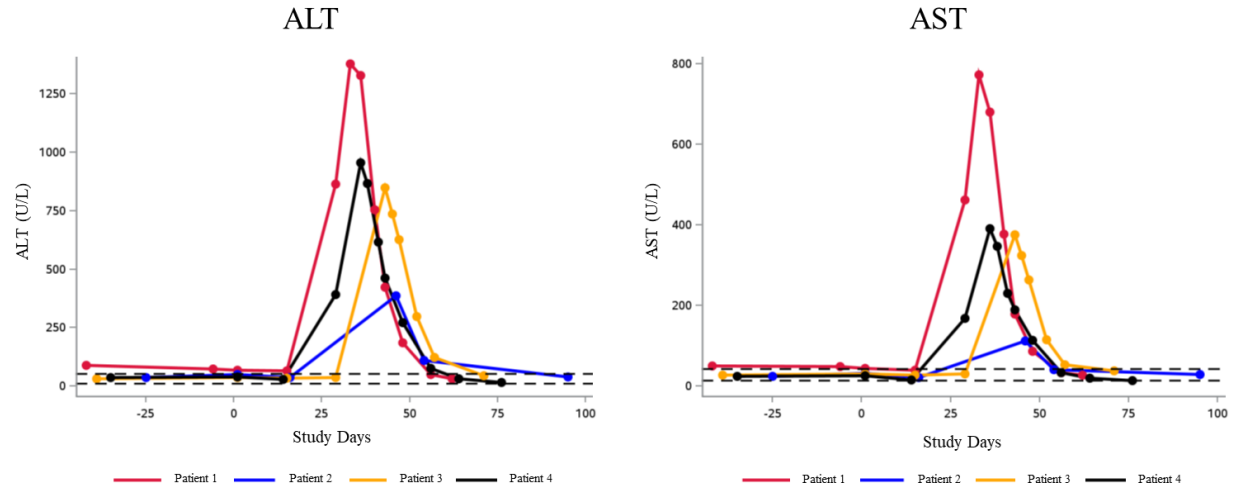 ALT
1250
1000
750
500
250
0
ALT (U/L)
-25 0 25 50 75 100
Study Days
Patient 1 Patient 2 Patient 3 Patient 4
AST
800
600
400
200
0
AST (U/L)
-25 0 25 50 75 100
Study Days
Patient 1 Patient 2 Patient 3 Patient 4